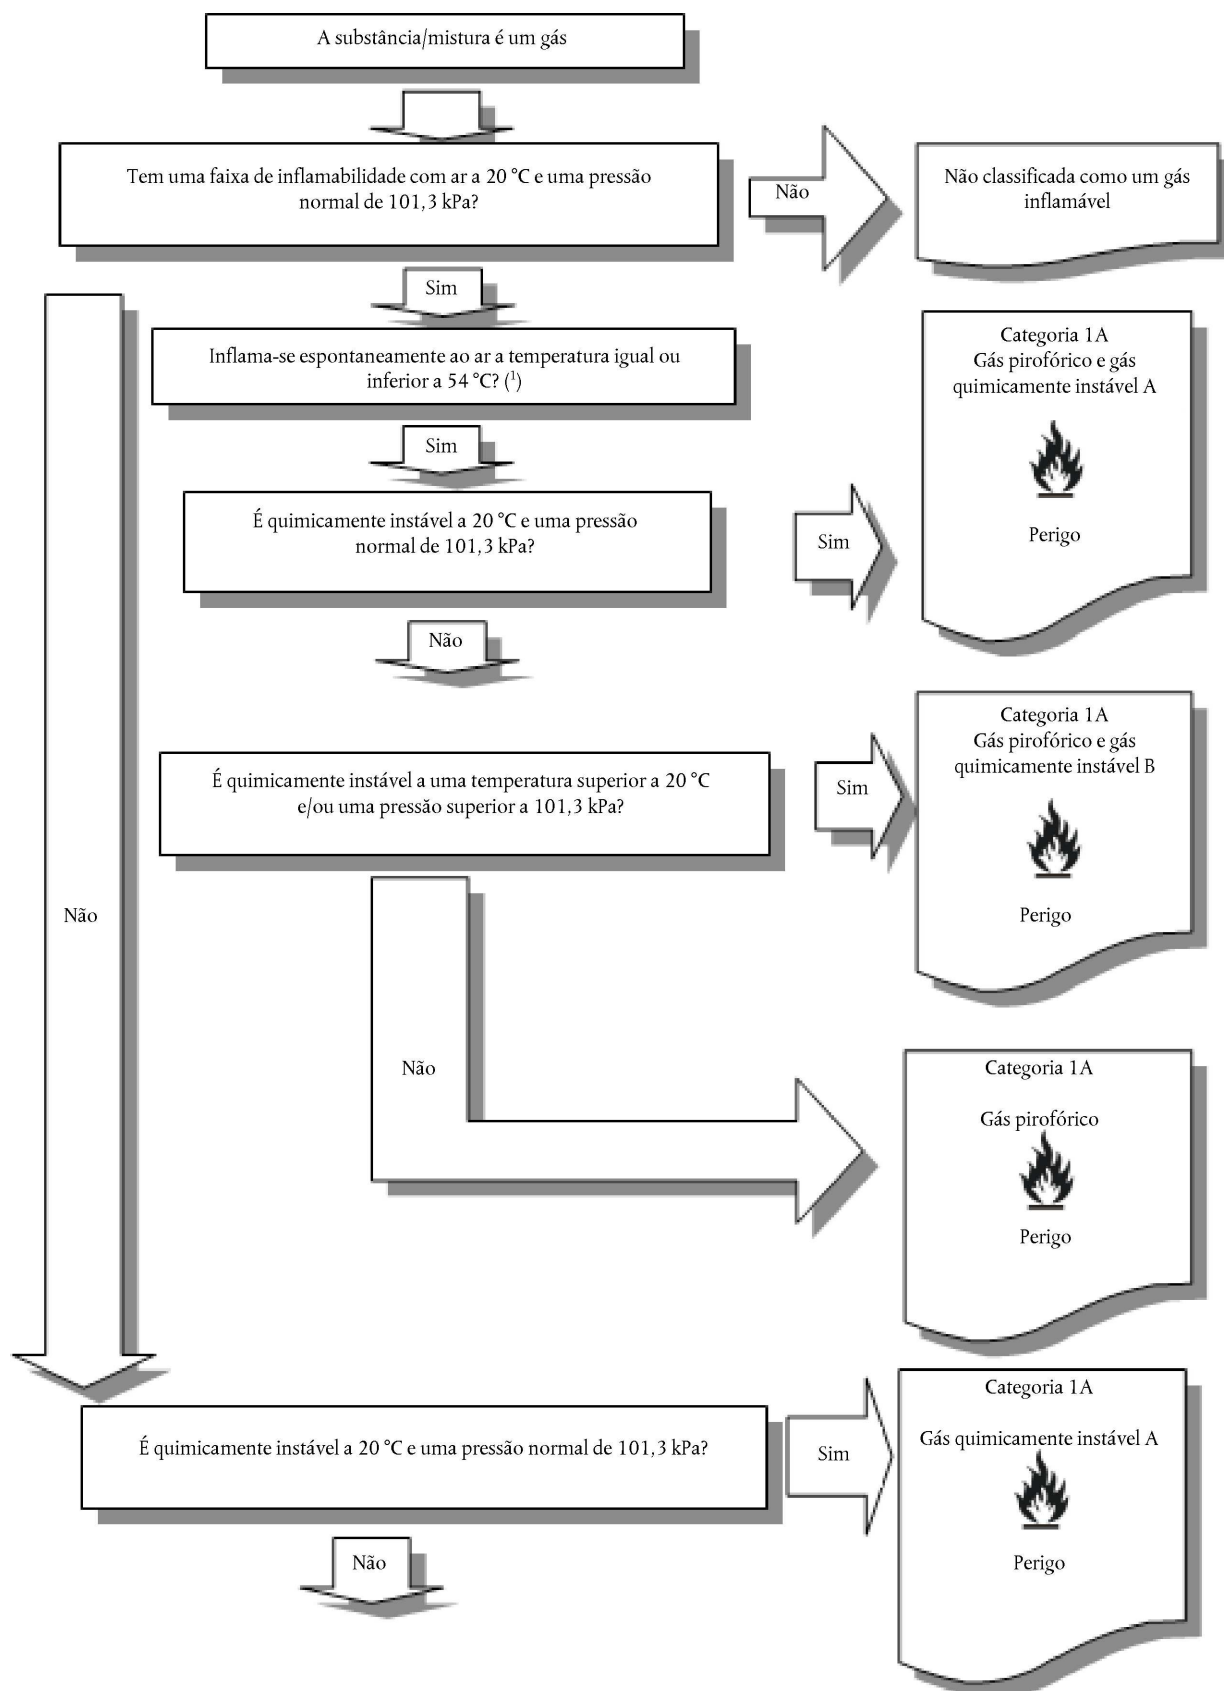 A substância/mistura é um gás
Tem uma faixa de inflamabilidade com ar a 20 °C e uma pressão
normal de 101,3 kPa?
Não
Não classificada como um gás
inflamável
Sim
Inflama-se espontaneamente ao ar a temperatura igual ou
inferior a 54 °C? (¹)
Categoria 1A
Gás pirofórico e gás
quimicamente instável A
Perigo
Sim
É quimicamente instável a 20 °C e uma pressão
normal de 101,3 kPa?
Sim
Não
É quimicamente instável a uma temperatura superior a 20 °C
e/ou uma pressão superior a 101,3 kPa?
Sim
Categoria 1A
Gás pirofórico e gás
quimicamente instável B
Perigo
Não
Não
Categoria 1A
Gás pirofórico
Perigo
É quimicamente instável a 20 °C e uma pressão normal de 101,3 kPa?
Sim
Categoria 1A
Gás quimicamente instável A
Perigo
Não